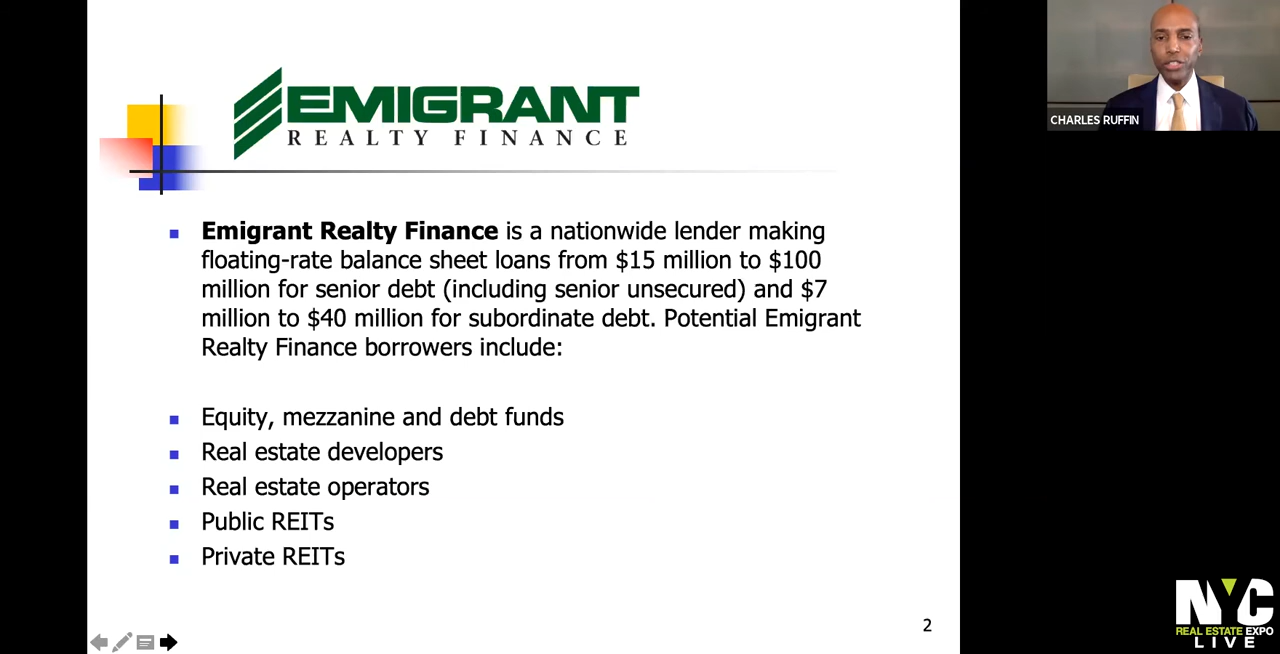 EMIGRANT
REALTY FINANCE
Emigrant Realty Finance is a nationwide lender making
floating-rate balance sheet loans from $15 million to $100
million for senior debt (including senior unsecured) and $7
million to $40 million for subordinate debt. Potential Emigrant
Realty Finance borrowers include:
Equity, mezzanine and debt funds
Real estate developers
Real estate operators
Public REITs
Private REITs
2
CHARLES RUFFIN
NYC
REAL ESTATE EXPO
LIVE